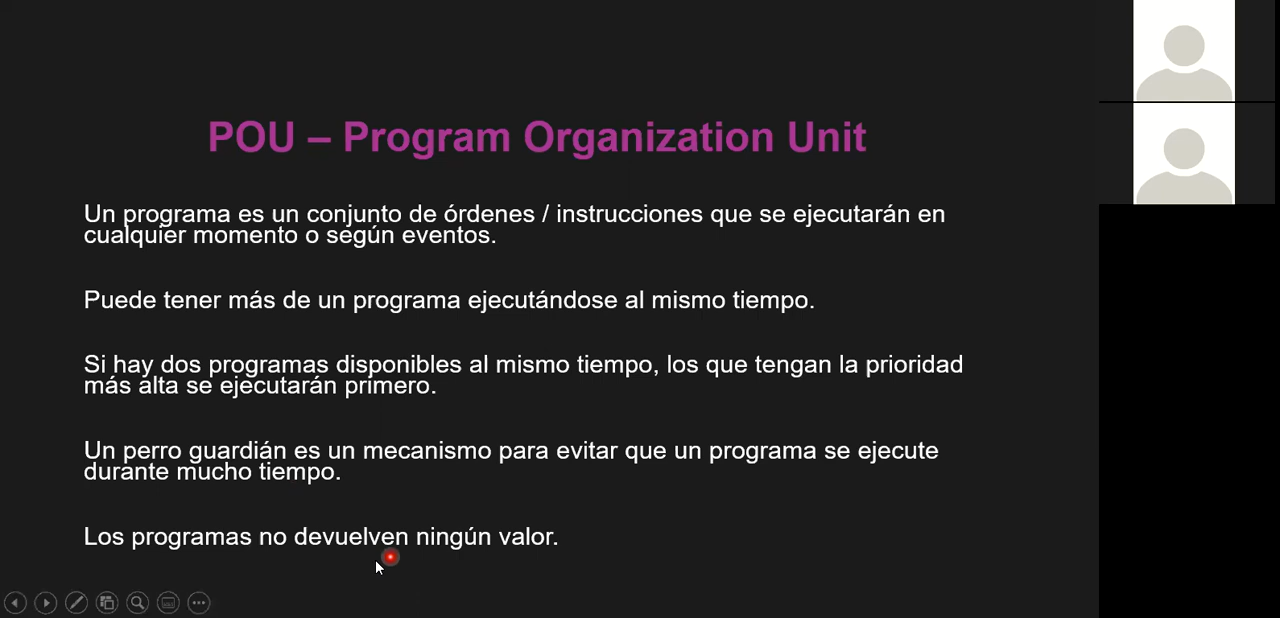 POU – Program Organization Unit
Un programa es un conjunto de órdenes / instrucciones que se ejecutarán en
cualquier momento o según eventos.
Puede tener más de un programa ejecutándose al mismo tiempo.
Si hay dos programas disponibles al mismo tiempo, los que tengan la prioridad
más alta se ejecutarán primero.
Un perro guardián es un mecanismo para evitar que un programa se ejecute
durante mucho tiempo.
Los programas no devuelven ningún valor.